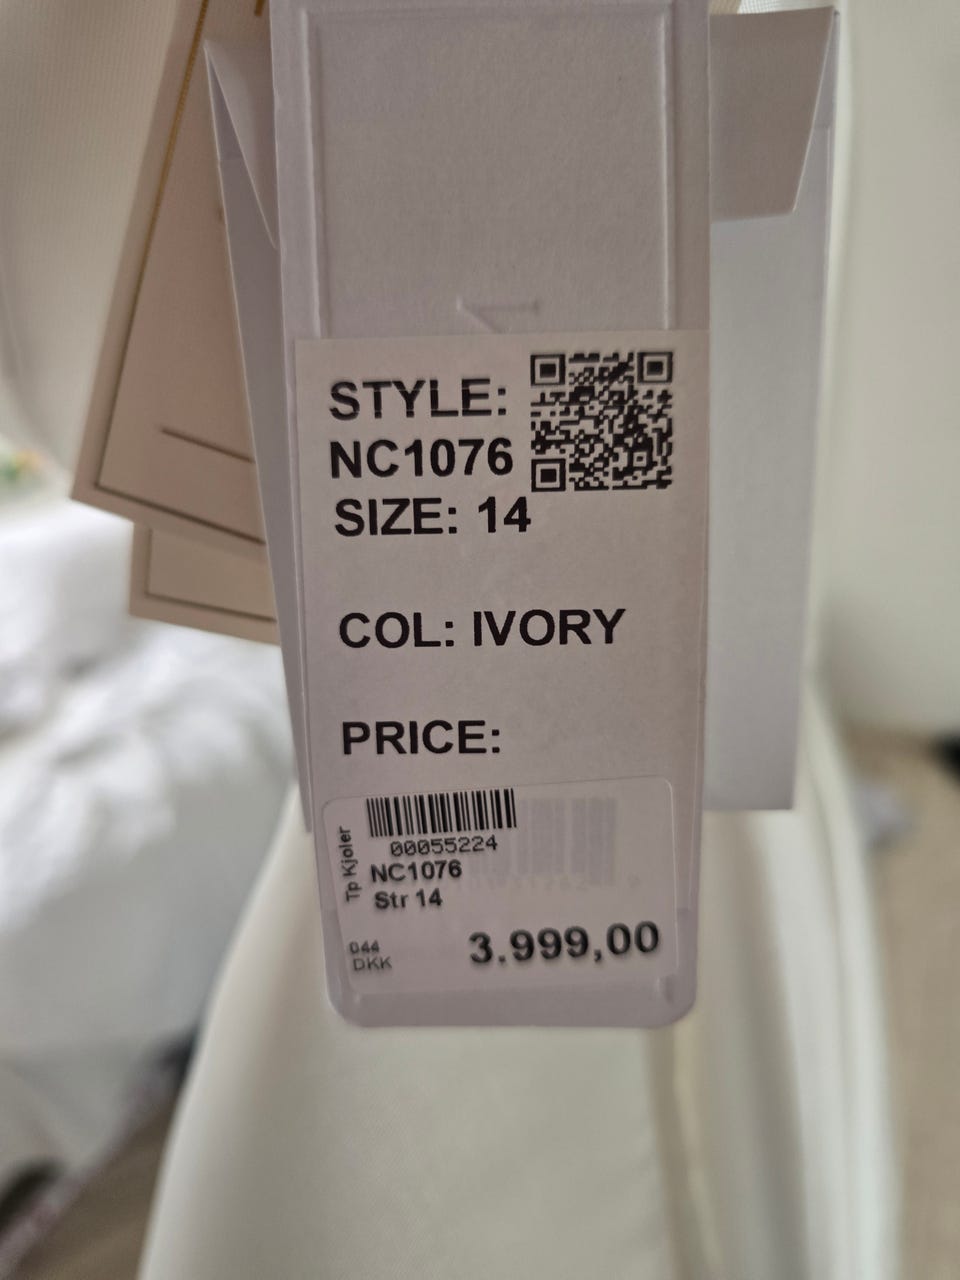 STYLE:
NC1076
SIZE: 14
COL: IVORY
PRICE:
00055224
NC1076
Str 14
Tp Kjoler
044
DKK
3.999,00